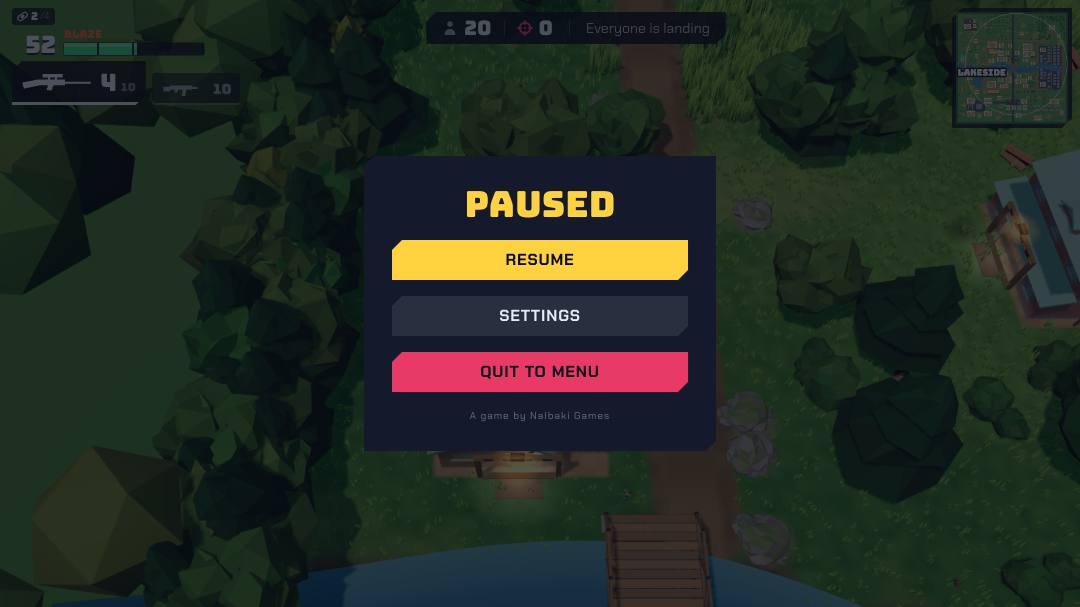 2/4
20 0 Everyone is landing
52 BLAZE
4 10 10
LAKESIDE
PAUSED
RESUME
SETTINGS
QUIT TO MENU
A game by Nalbaki Games